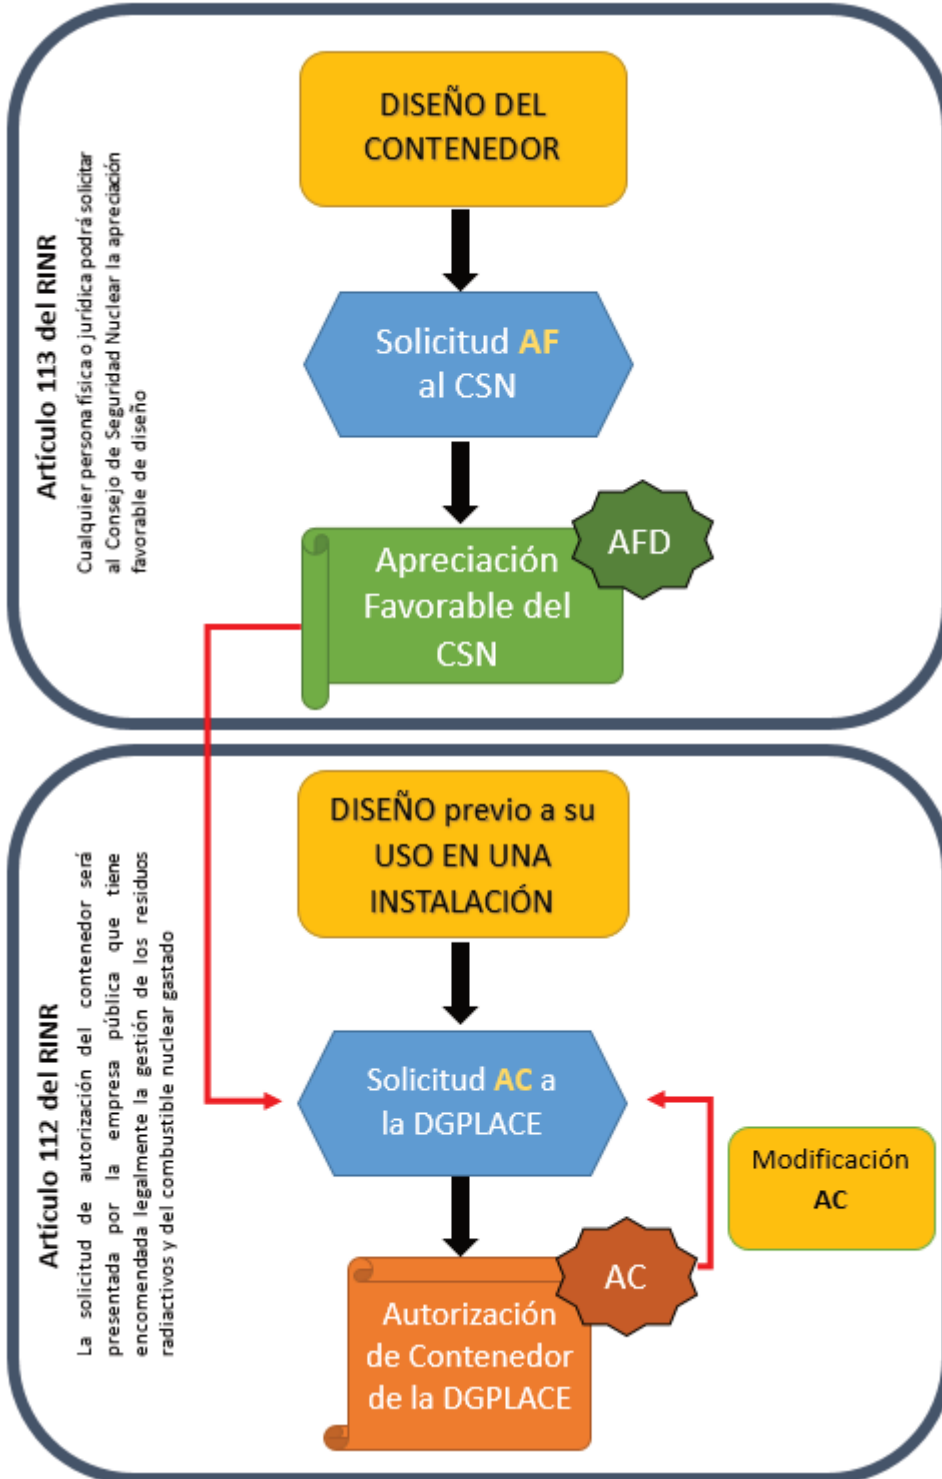 Artículo 113 del RINR
Cualquier persona física o jurídica podrá solicitar
al Consejo de Seguridad Nuclear la apreciación
favorable de diseño
DISEÑO DEL
CONTENEDOR
Solicitud AF
al CSN
Apreciación
Favorable del
CSN
AFD
Artículo 112 del RINR
La solicitud de autorización del contenedor será
presentada por la empresa pública que tiene
encomendada legalmente la gestión de los residuos
radiactivos y del combustible nuclear gastado
DISEÑO previo a su
USO EN UNA
INSTALACIÓN
Solicitud AC a
la DGPLACE
Modificación
AC
AC
Autorización
de Contenedor
de la DGPLACE